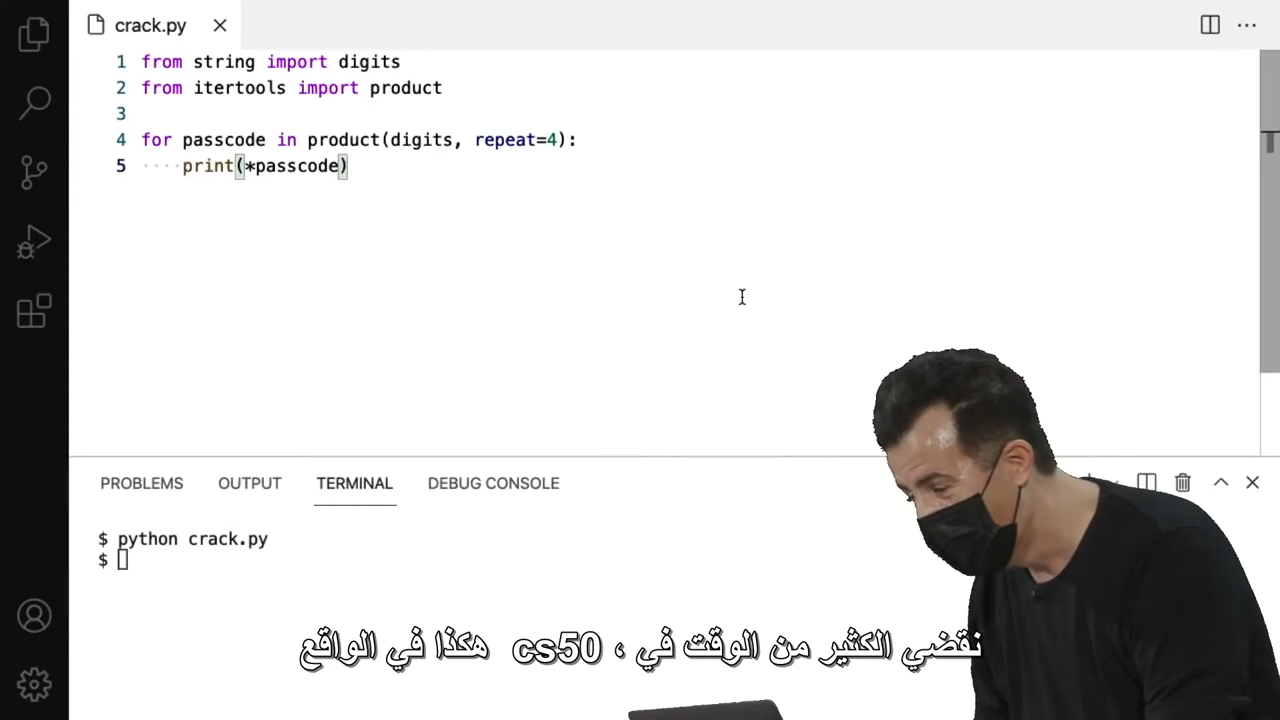 crack.py
1 from string import digits
2 from itertools import product
3
4 for passcode in product(digits, repeat=4):
5 ····print(*passcode)
PROBLEMS OUTPUT TERMINAL DEBUG CONSOLE
$ python crack.py
$
نقضي الكثير من الوقت في ، cs50 هكذا في الواقع